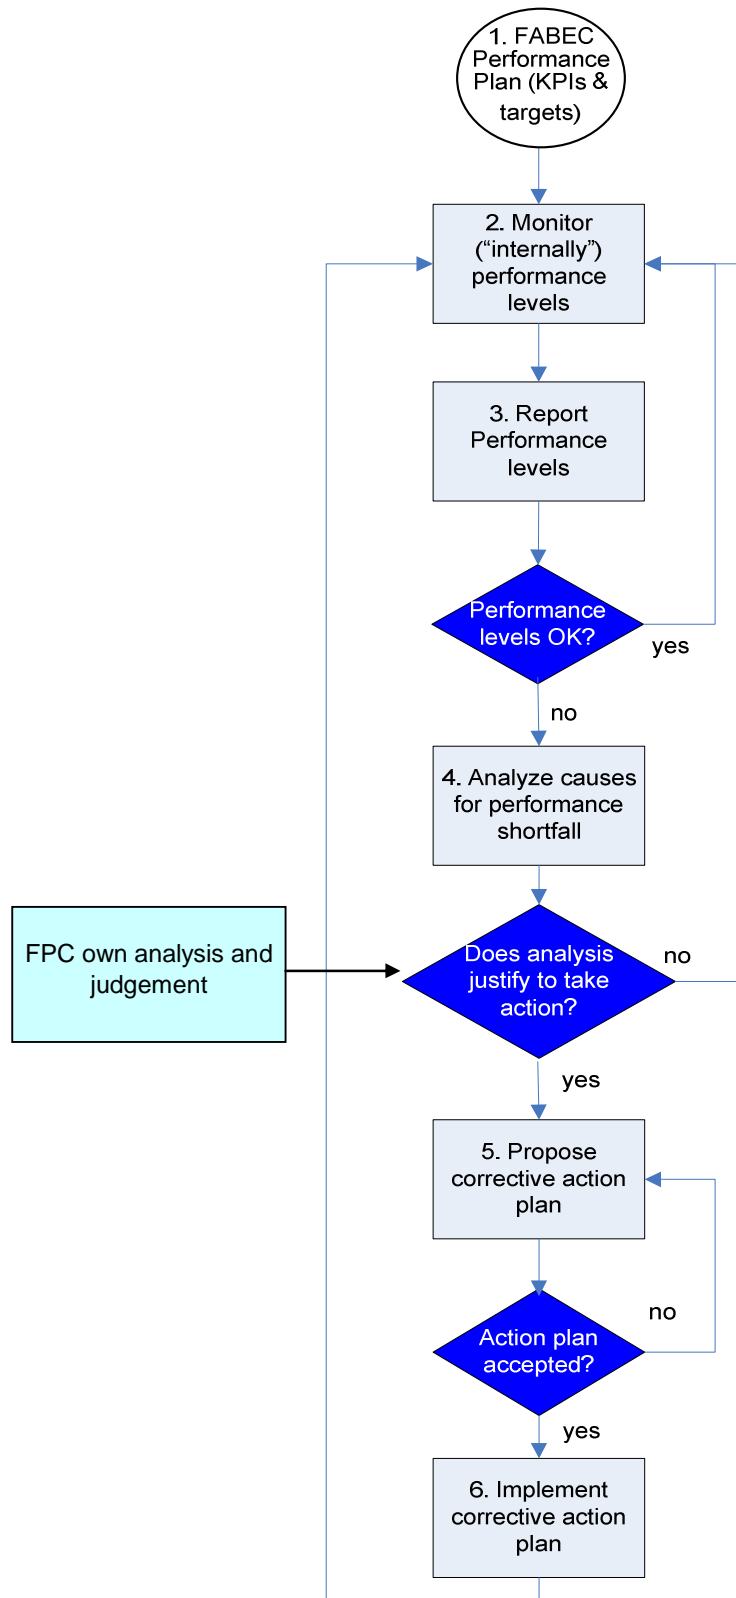 1. FABEC
Performance
Plan (KPIs &
targets)
2. Monitor
(“internally”)
performance
levels
3. Report
Performance
levels
Performance
levels OK?
yes
no
4. Analyze causes
for performance
shortfall
FPC own analysis and
judgement
Does analysis
justify to take
action?
no
yes
5. Propose
corrective action
plan
Action plan
accepted?
no
yes
6. Implement
corrective action
plan